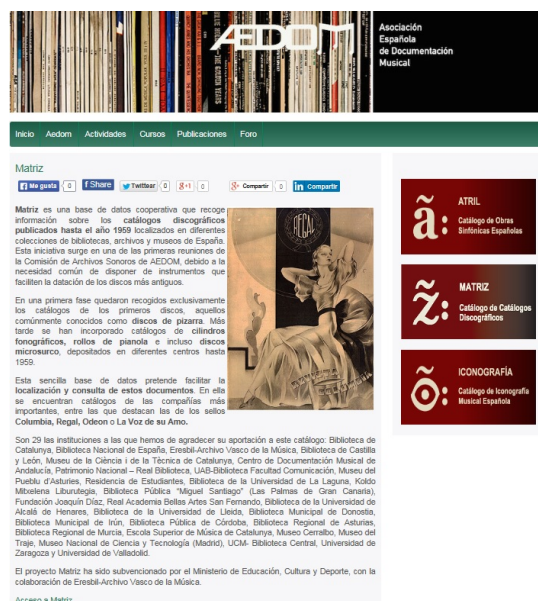 AEDOM
Asociación
Española
de Documentación
Musical
Inicio Aedom Actividades Cursos Publicaciones Foro
Matriz
Me gusta 0 Share Twittear 0 g+1 0 Compartir 0 Compartir
Matriz es una base de datos cooperativa que recoge
información sobre los catálogos discográficos
publicados hasta el año 1959 localizados en diferentes
colecciones de bibliotecas, archivos y museos de España.
Esta iniciativa surge en una de las primeras reuniones de
la Comisión de Archivos Sonoros de AEDOM, debido a la
necesidad común de disponer de instrumentos que
faciliten la datación de los discos más antiguos.
En una primera fase quedaron recogidos exclusivamente
los catálogos de los primeros discos, aquellos
comúnmente conocidos como discos de pizarra. Más
tarde se han incorporado catálogos de cilindros
fonográficos, rollos de pianola e incluso discos
microsurco, depositados en diferentes centros hasta
1959.
Esta sencilla base de datos pretende facilitar la
localización y consulta de estos documentos. En ella
se encuentran catálogos de las compañías más
importantes, entre las que destacan las de los sellos
Columbia, Regal, Odeon o La Voz de su Amo.
REGAL
Son 29 las instituciones a las que hemos de agradecer su aportación a este catálogo: Biblioteca de
Catalunya, Biblioteca Nacional de España, Eresbil-Archivo Vasco de la Música, Biblioteca de Castilla
y León, Museu de la Ciència i de la Tècnica de Catalunya, Centro de Documentación Musical de
Andalucía, Patrimonio Nacional – Real Biblioteca, UAB-Biblioteca Facultad Comunicación, Museo del
Pueblu d'Asturies, Residencia de Estudiantes, Biblioteca de la Universidad de La Laguna, Koldo
Mitxelena Liburutegia, Biblioteca Pública "Miguel Santiago" (Las Palmas de Gran Canaria),
Fundación Joaquín Díaz, Real Academia Bellas Artes San Fernando, Biblioteca de la Universidad de
Alcalá de Henares, Biblioteca de la Universidad de Lleida, Biblioteca Municipal de Donostia,
Biblioteca Municipal de Irún, Biblioteca Pública de Córdoba, Biblioteca Regional de Asturias,
Biblioteca Regional de Murcia, Escola Superior de Música de Catalunya, Museo Cerralbo, Museo del
Traje, Museo Nacional de Ciencia y Tecnología (Madrid), UCM- Biblioteca Central, Universidad de
Zaragoza y Universidad de Valladolid.
El proyecto Matriz ha sido subvencionado por el Ministerio de Educación, Cultura y Deporte, con la
colaboración de Eresbil-Archivo Vasco de la Música.
Acceso a Matriz
ã:
ATRIL
Catálogo de Obras
Sinfónicas Españolas
z̃:
MATRIZ
Catálogo de Catálogos
Discográficos
õ:
ICONOGRAFÍA
Catálogo de Iconografía
Musical Española